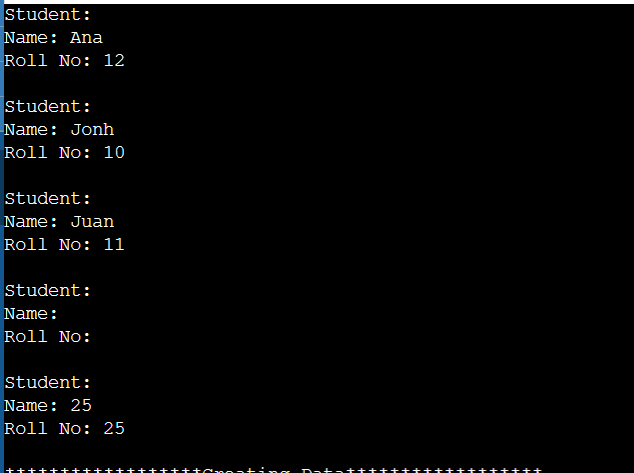 Student:
Name: Ana
Roll No: 12
Student:
Name: Jonh
Roll No: 10
Student:
Name: Juan
Roll No: 11
Student:
Name:
Roll No:
Student:
Name: 25
Roll No: 25
******************Creating Data******************